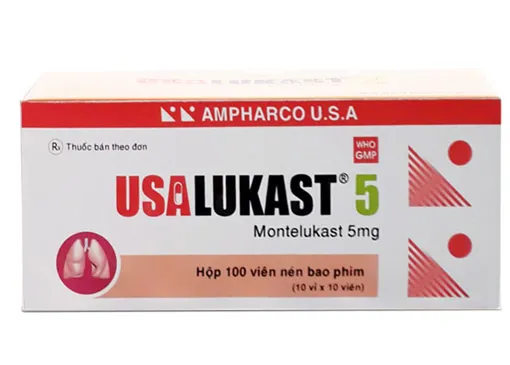 AMPHARCO U.S.A
Rx Thuốc bán theo đơn
WHO
GMP
USALUKAST® 5
Montelukast 5mg
Hộp 100 viên nén bao phim
(10 vỉ x 10 viên)